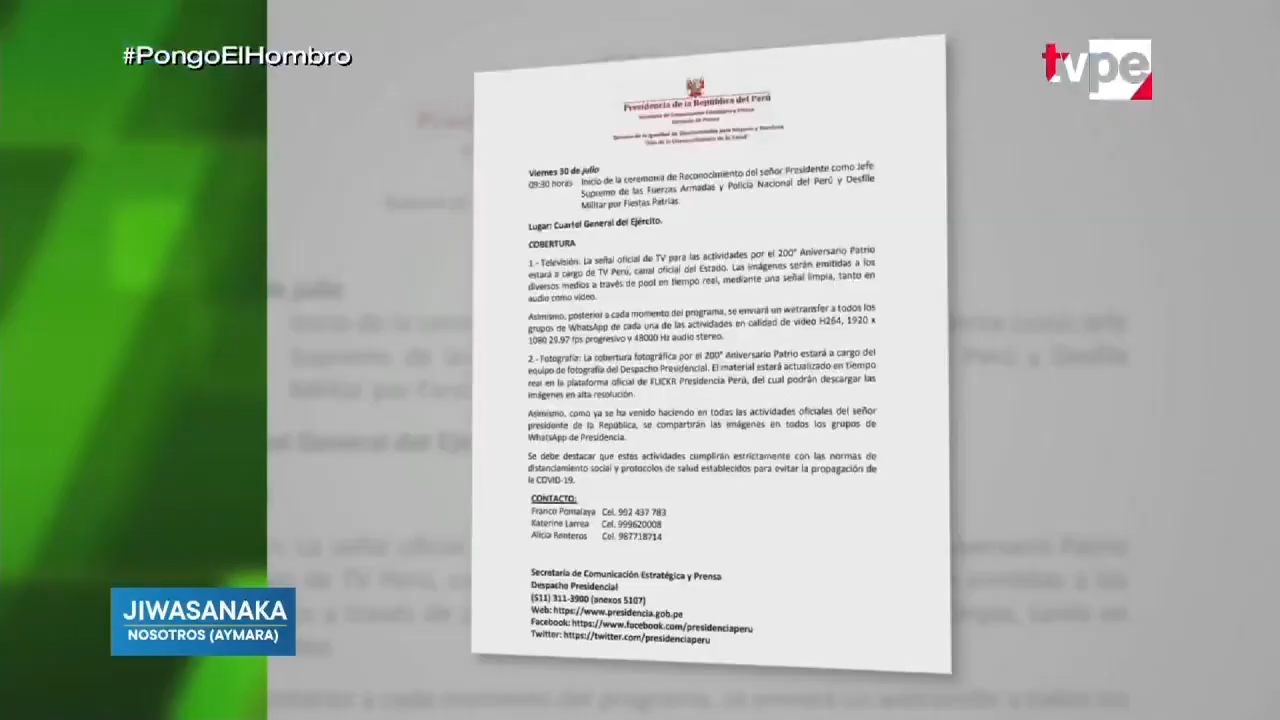 #PongoElHombro
tvpe
Presidencia de la República del Perú
Secretaría de Comunicación Estratégica y Prensa
Viernes 30 de julio
09:30 horas Inicio de la ceremonia de Reconocimiento del señor Presidente como Jefe
Supremo de las Fuerzas Armadas y Policía Nacional del Perú y Desfile
Militar por Fiestas Patrias.
Lugar: Cuartel General del Ejército.
COBERTURA
1.- Televisión: La señal oficial de TV para las actividades por el 200° Aniversario Patrio
estará a cargo de TV Perú, canal oficial del Estado. Las imágenes serán emitidas a los
diversos medios a través de pool en tiempo real, mediante una señal limpia, tanto en
audio como video.
Asimismo, posterior a cada momento del programa, se enviará un wetransfer a todos los
grupos de WhatsApp de cada una de las actividades en calidad de video H264, 1920 x
1080 29.97 fps progresivo y 48000 Hz audio stereo.
2.- Fotografía: La cobertura fotográfica por el 200° Aniversario Patrio estará a cargo del
equipo de fotografía del Despacho Presidencial. El material estará actualizado en tiempo
real en la plataforma oficial de FLICKR Presidencia Perú, del cual podrán descargar las
imágenes en alta resolución.
Asimismo, como ya se ha venido haciendo en todas las actividades oficiales del señor
presidente de la República, se compartirán las imágenes en todos los grupos de
WhatsApp de Presidencia.
Se debe destacar que estas actividades cumplirán estrictamente con las normas de
distanciamiento social y protocolos de salud establecidos para evitar la propagación de
la COVID-19.
CONTACTO:
Franco Pomalaya Cel. 992 437 783
Katerine Larrea Cel. 999620008
Alicia Renteros Cel. 987718714
Secretaría de Comunicación Estratégica y Prensa
Despacho Presidencial
(511) 311-3900 (anexos 5107)
Web: https://www.presidencia.gob.pe
Facebook: https://www.facebook.com/presidenciaperu
Twitter: https://twitter.com/presidenciaperu
JIWASANAKA
NOSOTROS (AYMARA)